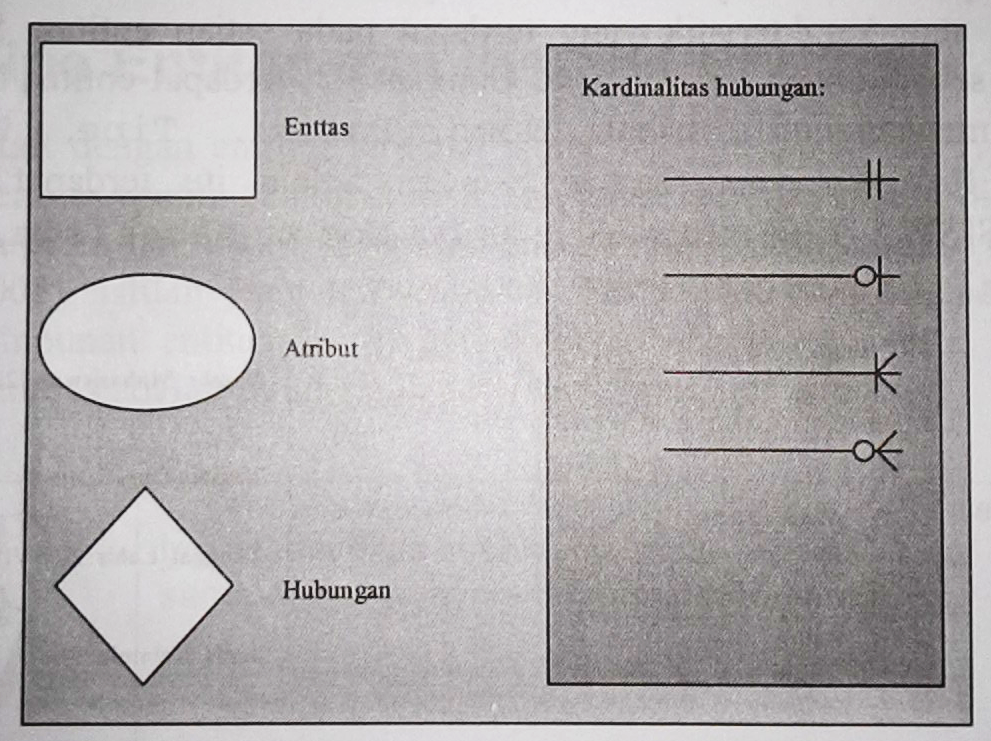 Enttas
Atribut
Hubungan
Kardinalitas hubungan: